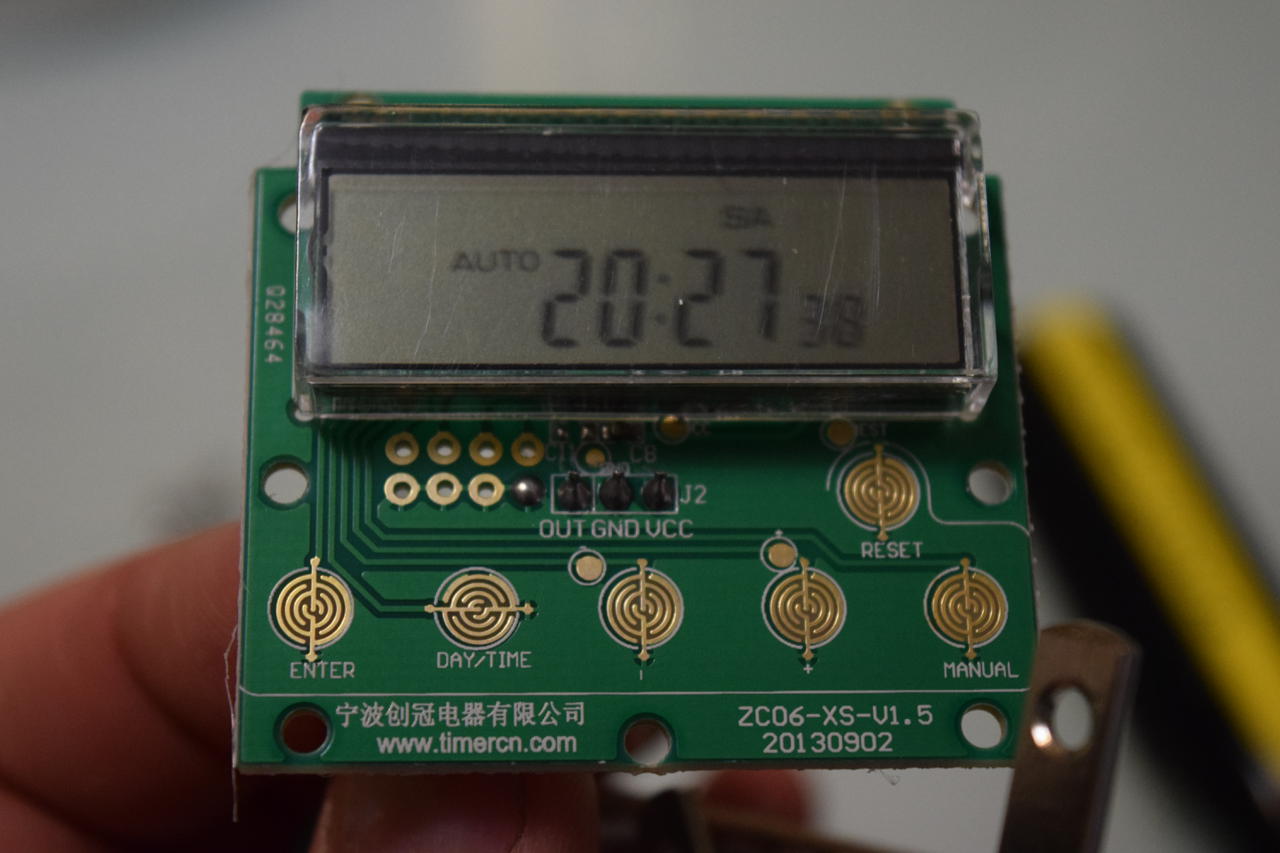 SA
AUTO 20:27 38
Q28464
C8
J2
OUT GND VCC
RESET
ENTER
DAY/TIME
-
+
MANUAL
宁波创冠电器有限公司
www.timercn.com
ZC06-XS-V1.5
20130902